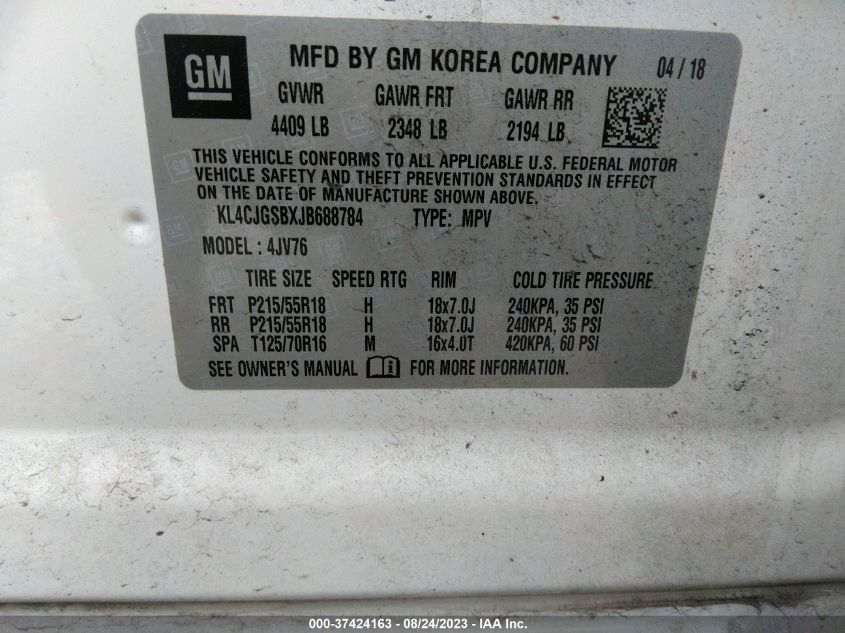 GM MFD BY GM KOREA COMPANY 04 / 18
GVWR GAWR FRT GAWR RR
4409 LB 2348 LB 2194 LB
THIS VEHICLE CONFORMS TO ALL APPLICABLE U.S. FEDERAL MOTOR
VEHICLE SAFETY AND THEFT PREVENTION STANDARDS IN EFFECT
ON THE DATE OF MANUFACTURE SHOWN ABOVE.
KL4CJGSBXJB688784 TYPE: MPV
MODEL : 4JV76
TIRE SIZE SPEED RTG RIM COLD TIRE PRESSURE
FRT P215/55R18 H 18x7.0J 240KPA, 35 PSI
RR P215/55R18 H 18x7.0J 240KPA, 35 PSI
SPA T125/70R16 M 16x4.0T 420KPA, 60 PSI
SEE OWNER'S MANUAL FOR MORE INFORMATION.
000-37424163 - 08/24/2023 - IAA Inc.